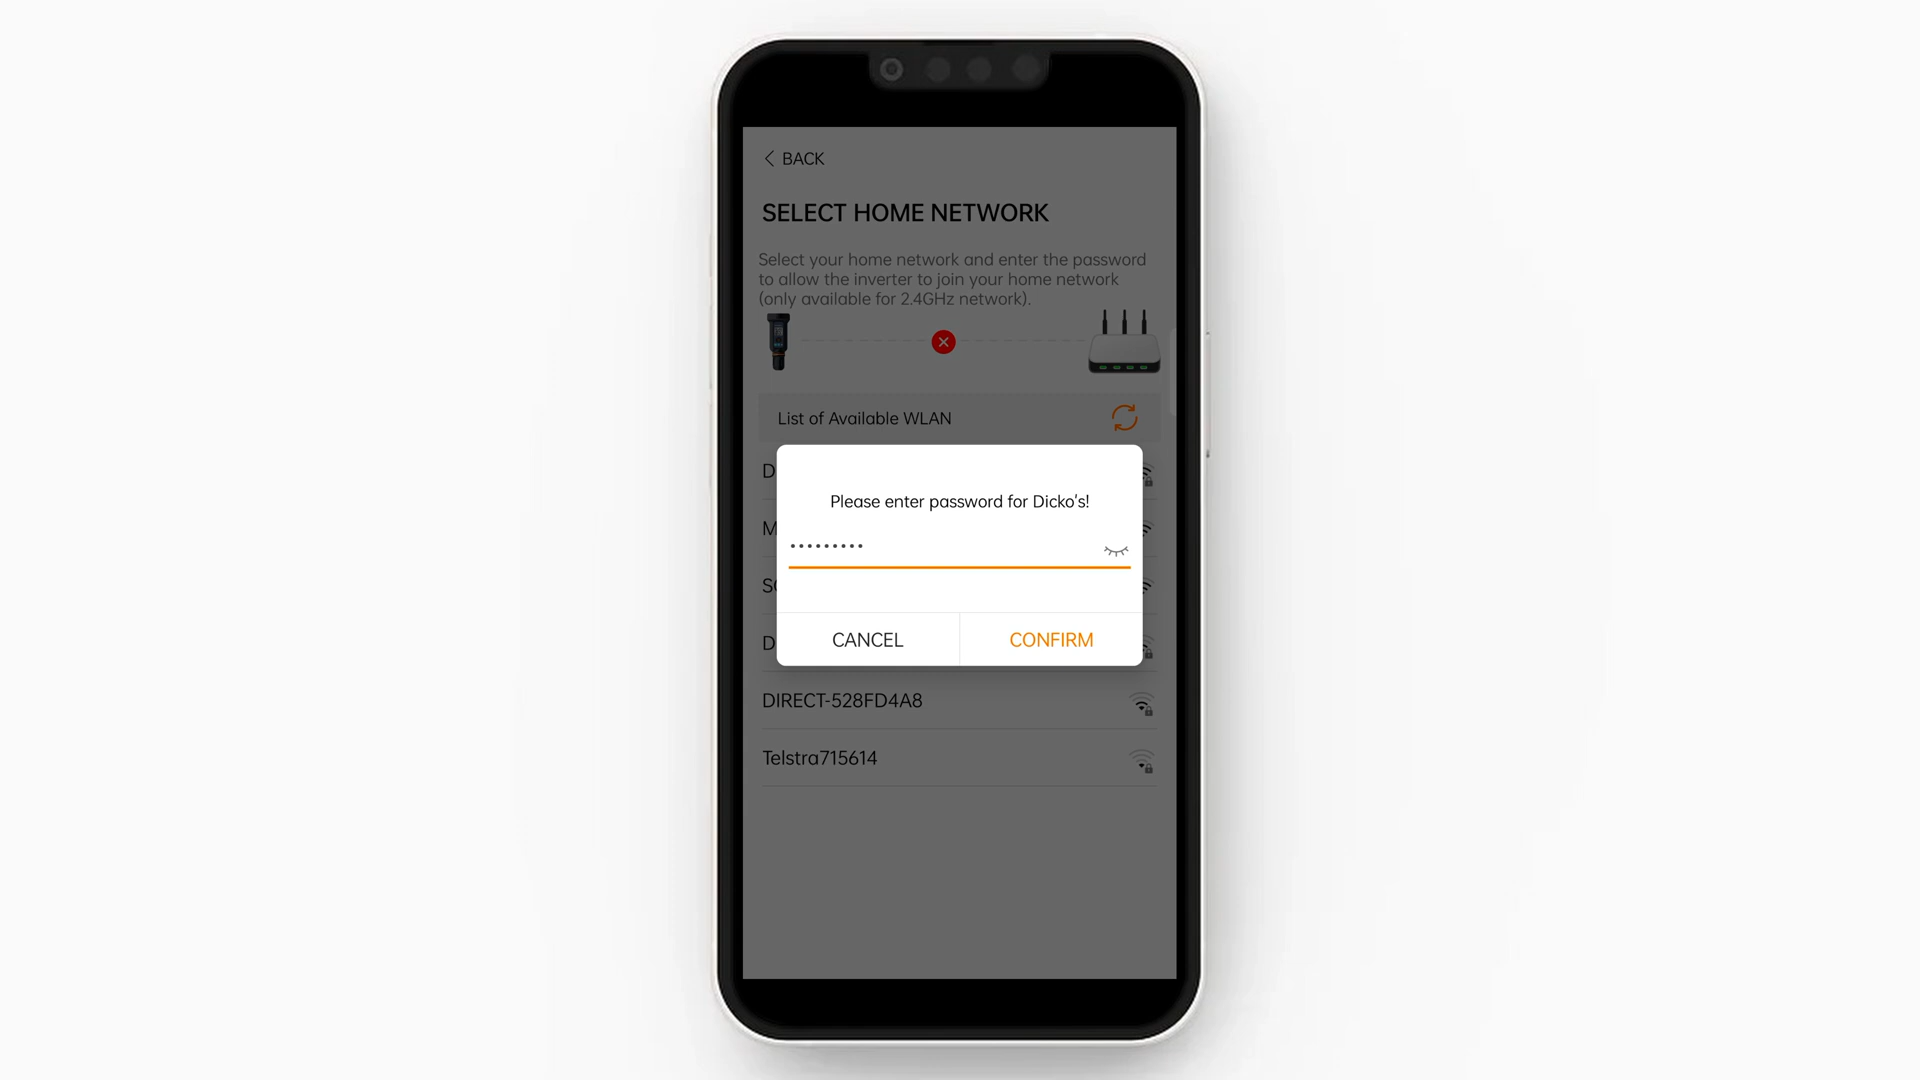 BACK
SELECT HOME NETWORK
Select your home network and enter the password
to allow the inverter to join your home network
(only available for 2.4GHz network).
List of Available WLAN
D
M
Please enter password for Dicko's!
•••••••••
S
D
CANCEL
CONFIRM
DIRECT-528FD4A8
Telstra715614